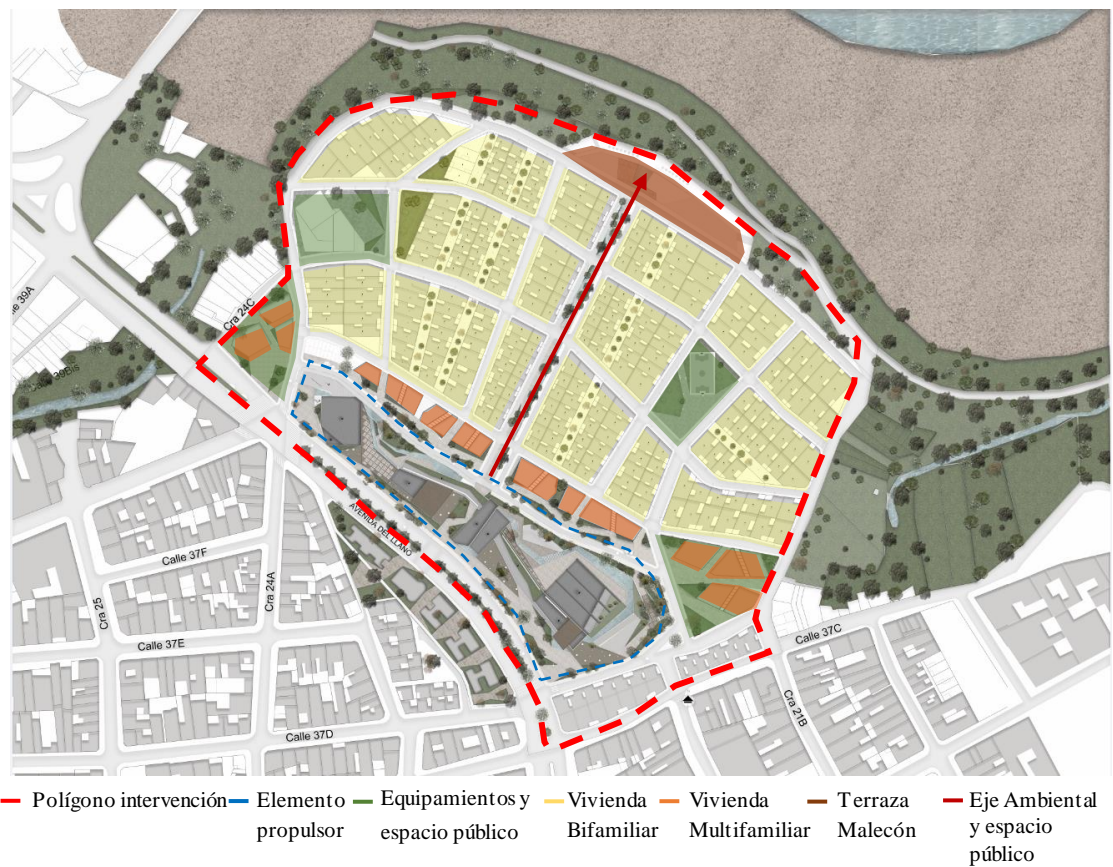 Calle 39A
Cra 24C
Calle 39Bis
AVENIDA DEL LLANO
Calle 37F
Cra 25
Cra 24A
Calle 37E
Calle 37C
Cra 21B
Calle 37D
Polígono intervención
Elemento
propulsor
Equipamientos y
espacio público
Vivienda
Bifamiliar
Vivienda
Multifamiliar
Terraza
Malecón
Eje Ambiental
y espacio
público